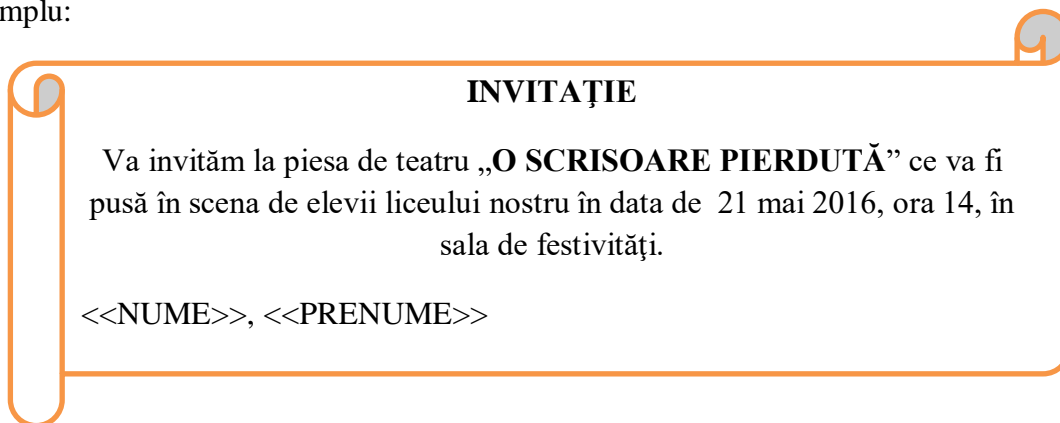 mplu:
INVITAŢIE
Va invităm la piesa de teatru „O SCRISOARE PIERDUTĂ” ce va fi
pusă în scena de elevii liceului nostru în data de  21 mai 2016, ora 14, în
sala de festivităţi.
<<NUME>>, <<PRENUME>>